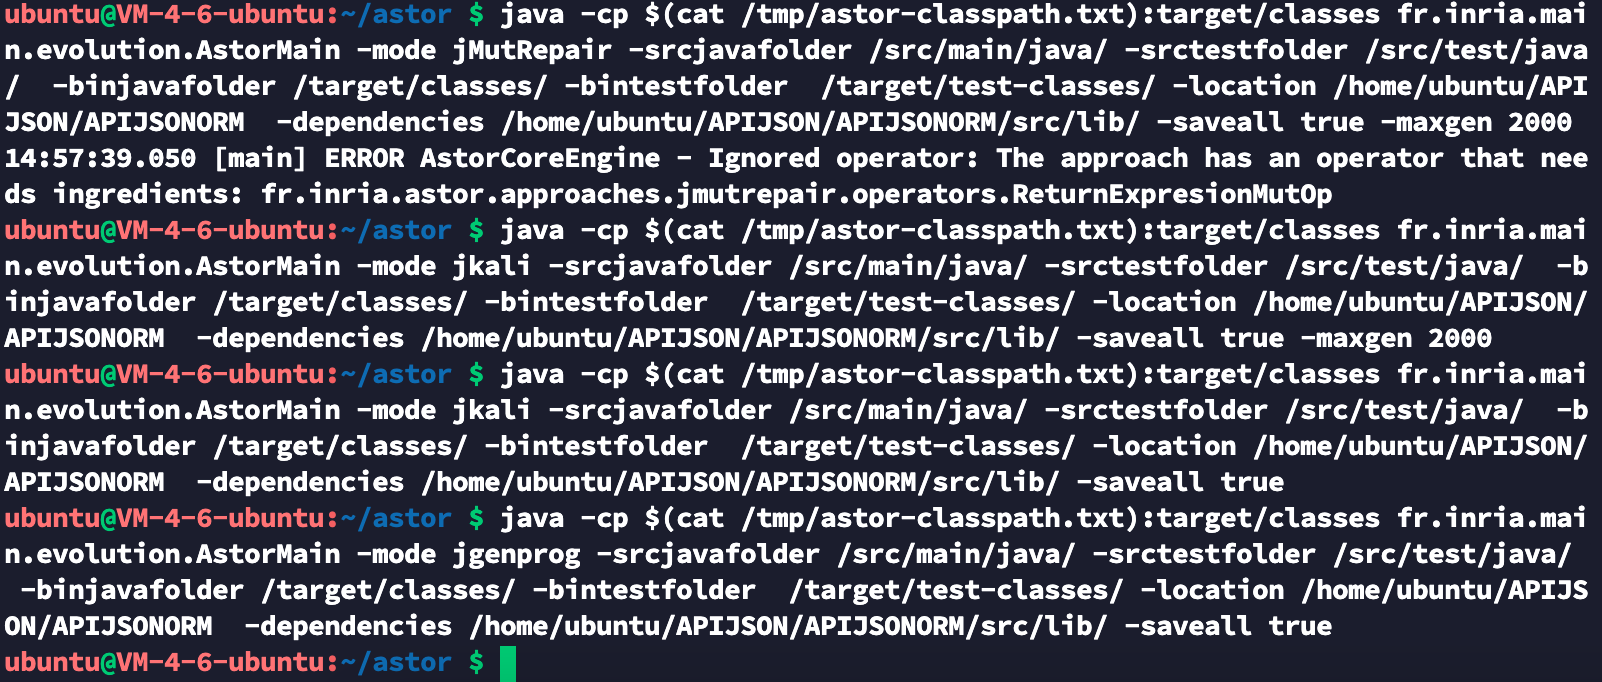 ubuntu@VM-4-6-ubuntu:~/astor $ java -cp $(cat /tmp/astor-classpath.txt):target/classes fr.inria.mai
n.evolution.AstorMain -mode jMutRepair -srcjavafolder /src/main/java/ -srctestfolder /src/test/java
/  -binjavafolder /target/classes/ -bintestfolder  /target/test-classes/ -location /home/ubuntu/API
JSON/APIJSONORM  -dependencies /home/ubuntu/APIJSON/APIJSONORM/src/lib/ -saveall true -maxgen 2000
14:57:39.050 [main] ERROR AstorCoreEngine - Ignored operator: The approach has an operator that nee
ds ingredients: fr.inria.astor.approaches.jmutrepair.operators.ReturnExpresionMutOp
ubuntu@VM-4-6-ubuntu:~/astor $ java -cp $(cat /tmp/astor-classpath.txt):target/classes fr.inria.mai
n.evolution.AstorMain -mode jkali -srcjavafolder /src/main/java/ -srctestfolder /src/test/java/  -b
injavafolder /target/classes/ -bintestfolder  /target/test-classes/ -location /home/ubuntu/APIJSON/
APIJSONORM  -dependencies /home/ubuntu/APIJSON/APIJSONORM/src/lib/ -saveall true -maxgen 2000
ubuntu@VM-4-6-ubuntu:~/astor $ java -cp $(cat /tmp/astor-classpath.txt):target/classes fr.inria.mai
n.evolution.AstorMain -mode jkali -srcjavafolder /src/main/java/ -srctestfolder /src/test/java/  -b
injavafolder /target/classes/ -bintestfolder  /target/test-classes/ -location /home/ubuntu/APIJSON/
APIJSONORM  -dependencies /home/ubuntu/APIJSON/APIJSONORM/src/lib/ -saveall true
ubuntu@VM-4-6-ubuntu:~/astor $ java -cp $(cat /tmp/astor-classpath.txt):target/classes fr.inria.mai
n.evolution.AstorMain -mode jgenprog -srcjavafolder /src/main/java/ -srctestfolder /src/test/java/
 -binjavafolder /target/classes/ -bintestfolder  /target/test-classes/ -location /home/ubuntu/APIJS
ON/APIJSONORM  -dependencies /home/ubuntu/APIJSON/APIJSONORM/src/lib/ -saveall true
ubuntu@VM-4-6-ubuntu:~/astor $